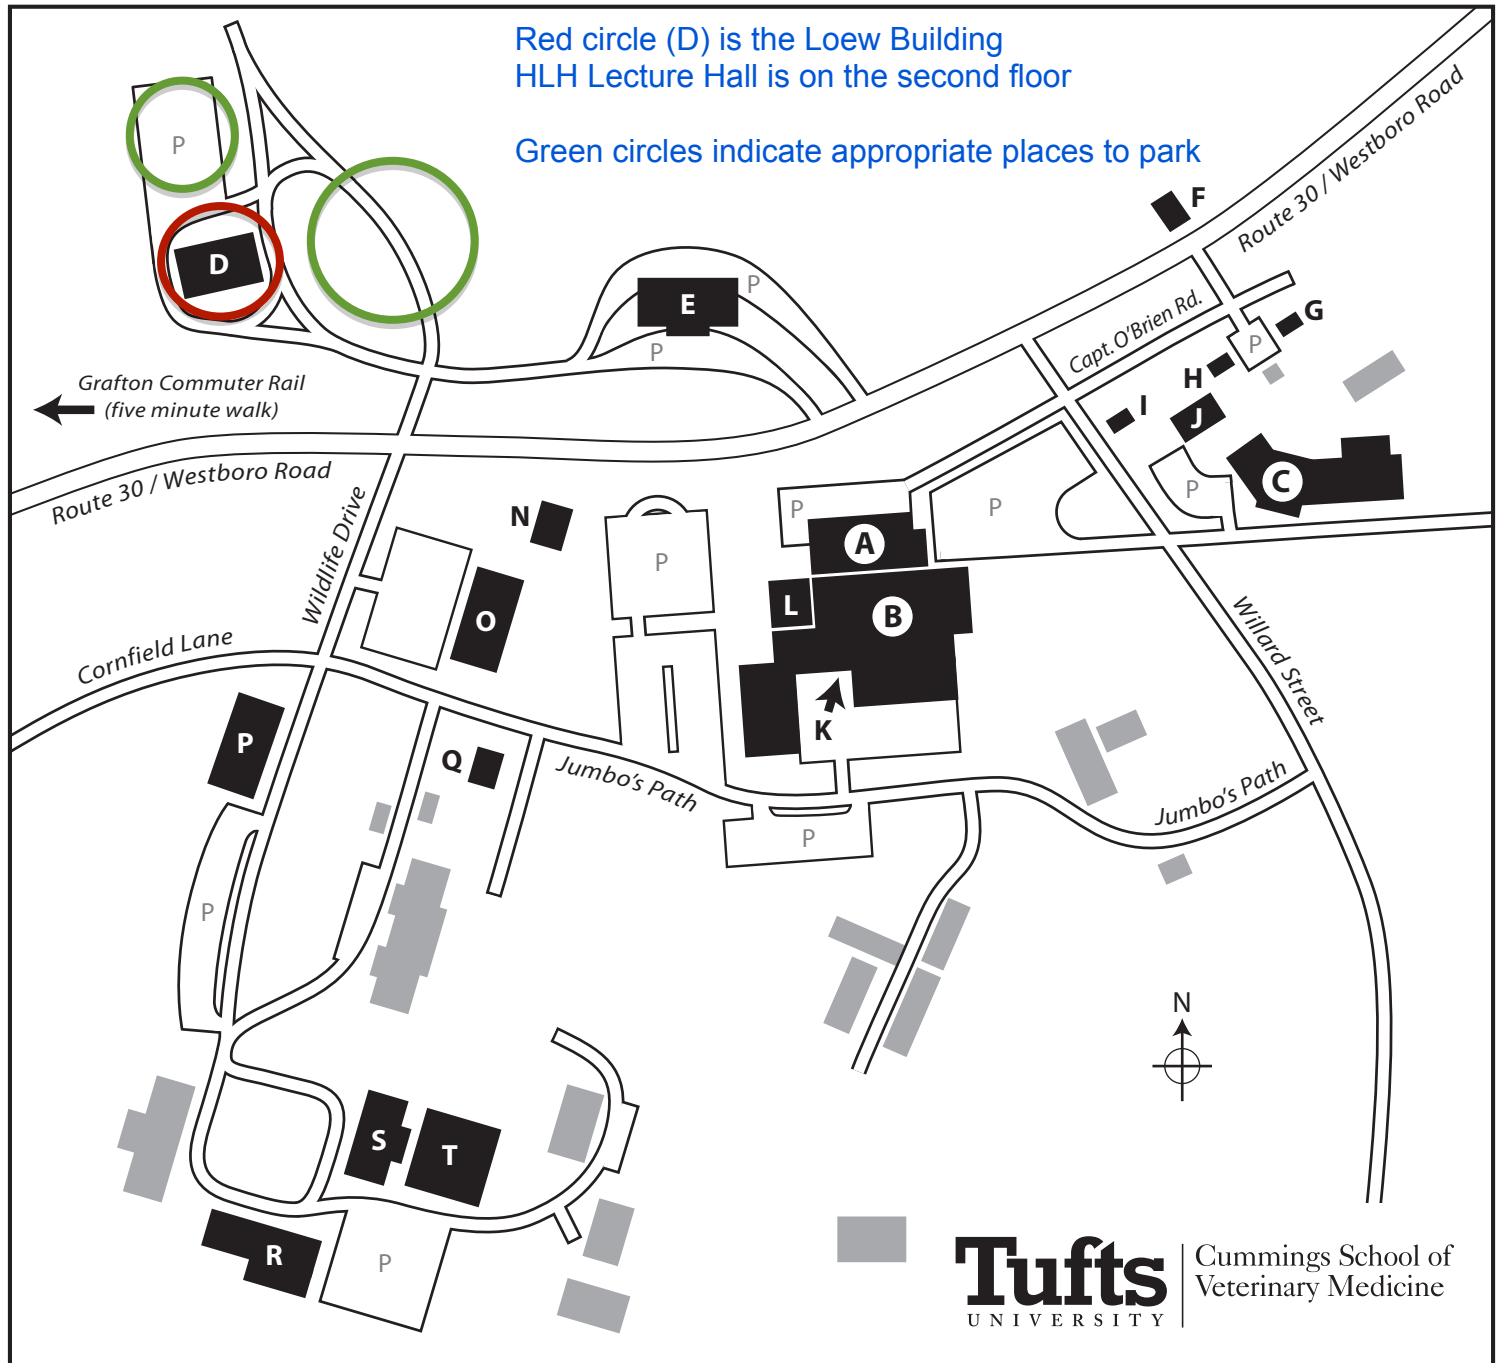 Red circle (D) is the Loew Building
HLH Lecture Hall is on the second floor
Green circles indicate appropriate places to park
P
D
E
P
P
F
Route 30 / Westboro Road
Capt. O'Brien Rd.
G
P
H
I
J
C
P
Grafton Commuter Rail
(five minute walk)
Route 30 / Westboro Road
Wildlife Drive
N
O
P
P
A
P
L
B
K
Cornfield Lane
P
Q
Jumbo's Path
P
Willard Street
Jumbo's Path
P
N
S
T
R
P
Tufts
UNIVERSITY
Cummings School of
Veterinary Medicine